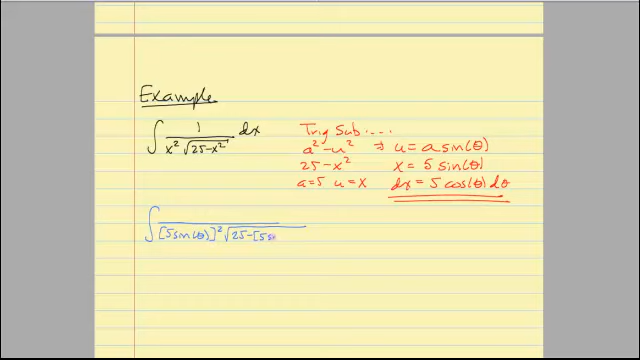 Example
∫ 1 / (x² √(25-x²)) dx
Trig Sub....
a² - u² ⇒ u = a sin(θ)
25 - x² x = 5 sin(θ)
a=5 u=x dx = 5 cos(θ) dθ
∫ / [5 sin(θ)]² √(25-[5s